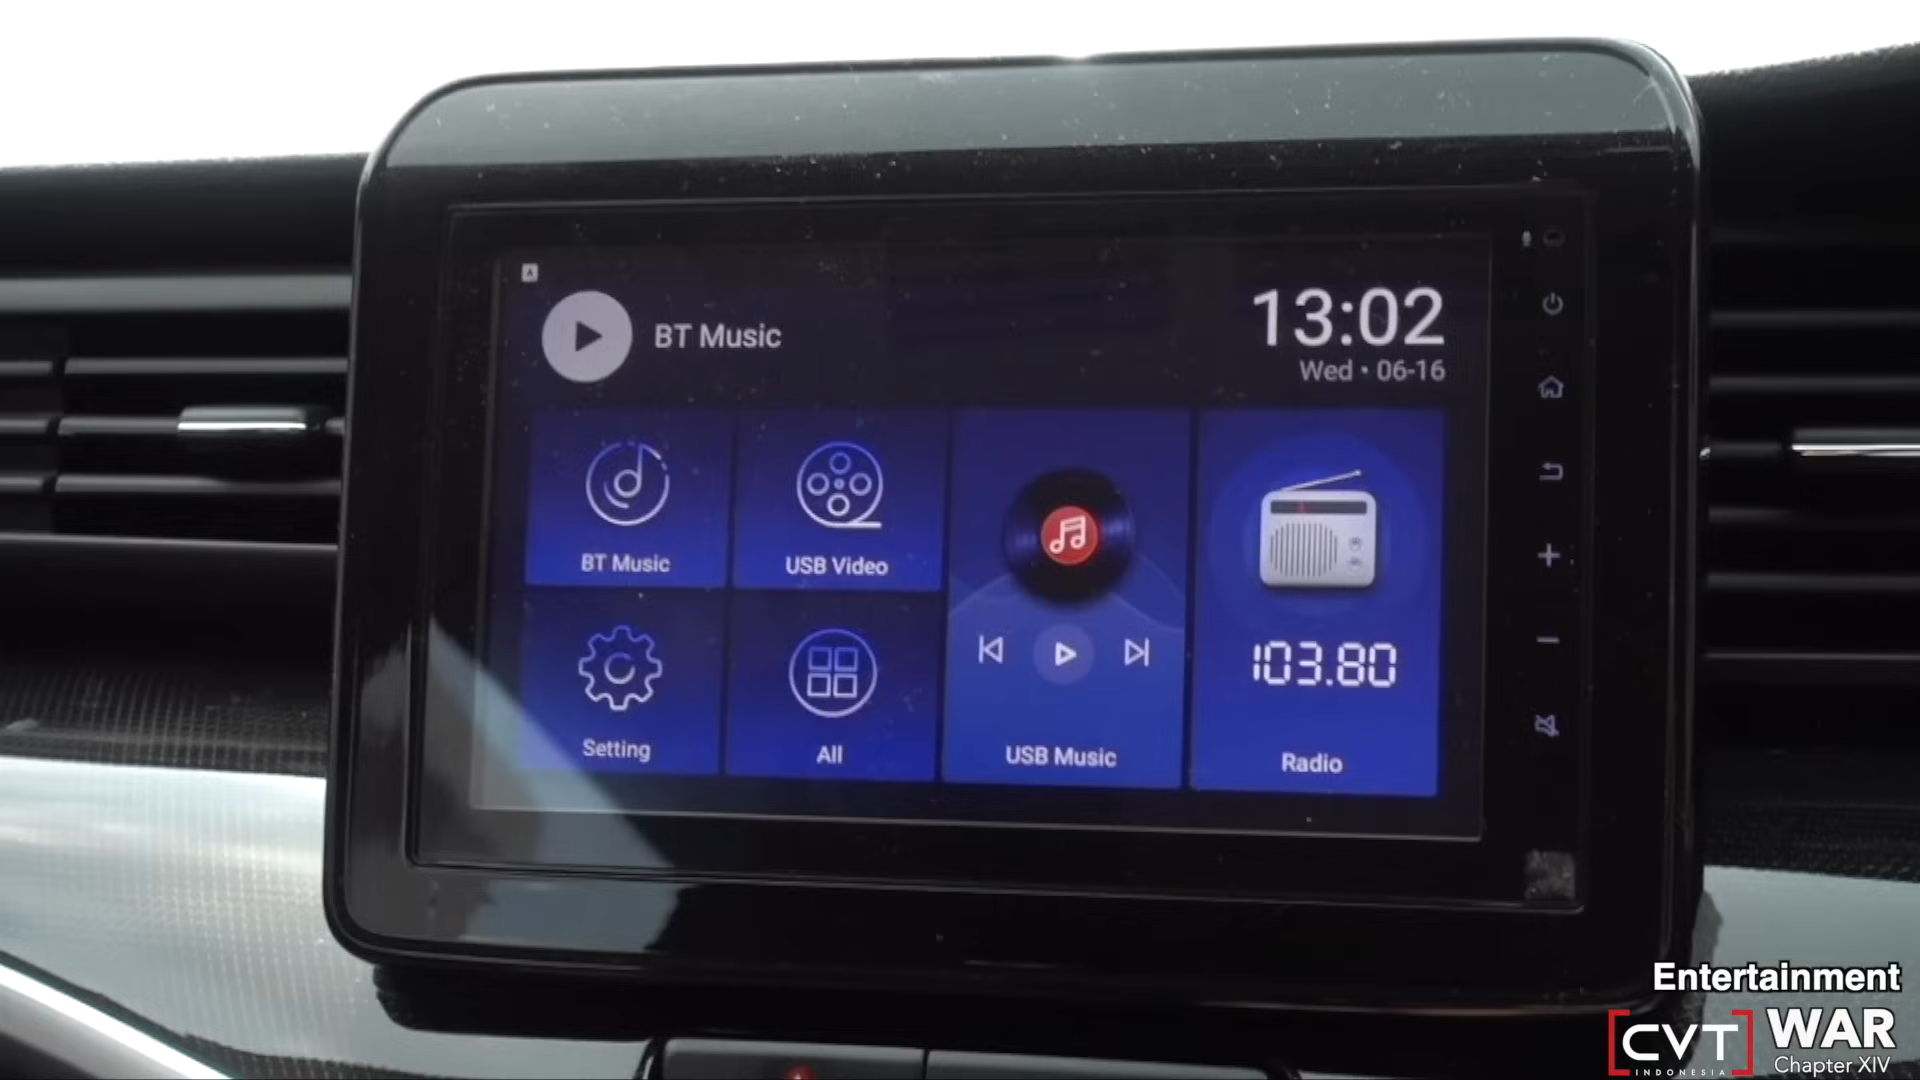 A
BT Music
13:02
Wed • 06-16
BT Music
USB Video
Setting
All
USB Music
103.80
Radio
Entertainment
WAR
CVT
INDONESIA
Chapter XIV